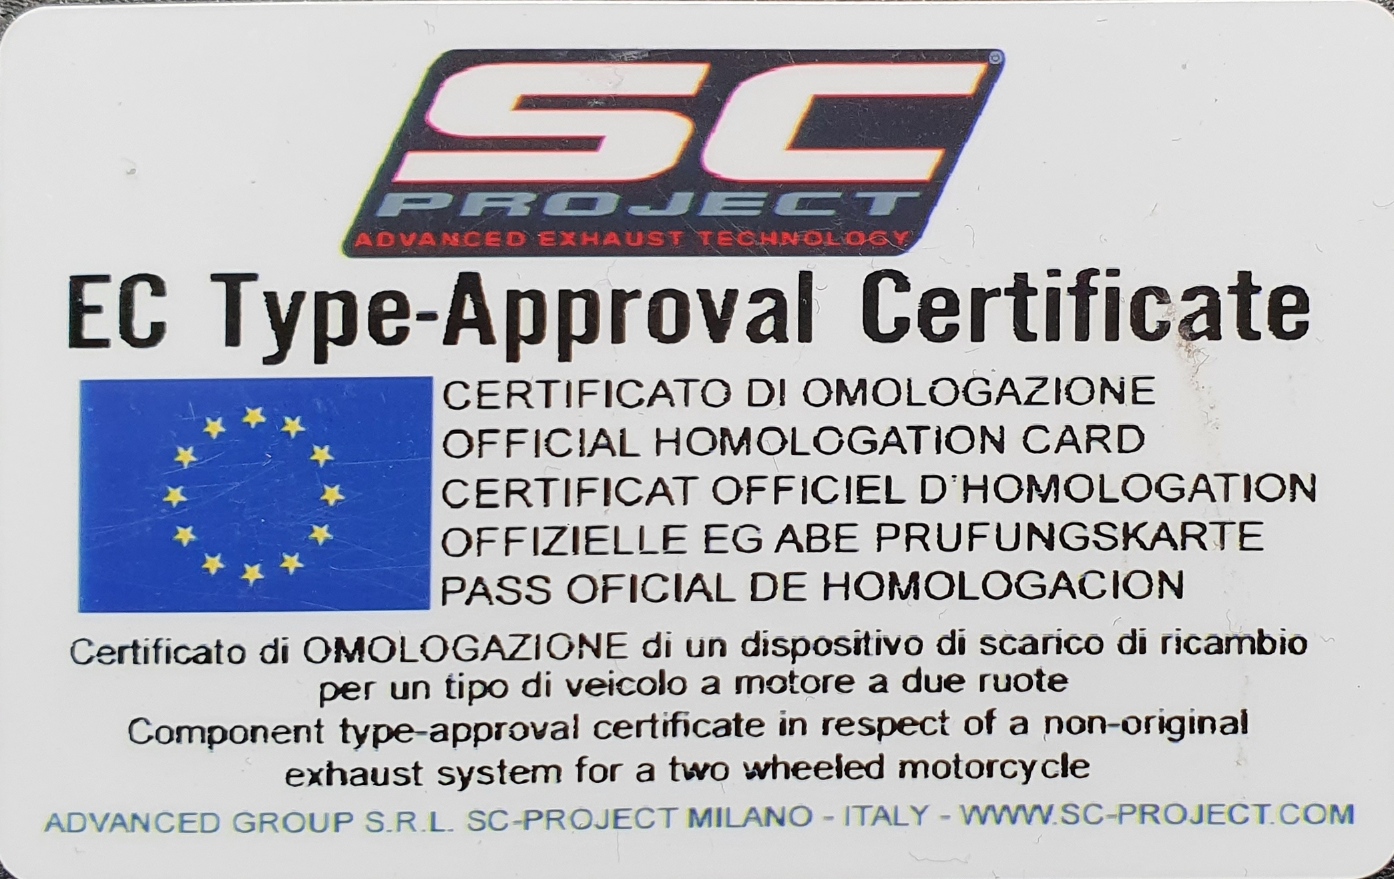 SC
PROJECT
ADVANCED EXHAUST TECHNOLOGY
EC Type-Approval Certificate
CERTIFICATO DI OMOLOGAZIONE
OFFICIAL HOMOLOGATION CARD
CERTIFICAT OFFICIEL D'HOMOLOGATION
OFFIZIELLE EG ABE PRUFUNGSKARTE
PASS OFICIAL DE HOMOLOGACION
Certificato di OMOLOGAZIONE di un dispositivo di scarico di ricambio
per un tipo di veicolo a motore a due ruote
Component type-approval certificate in respect of a non-original
exhaust system for a two wheeled motorcycle
ADVANCED GROUP S.R.L. SC-PROJECT MILANO - ITALY - WWW.SC-PROJECT.COM